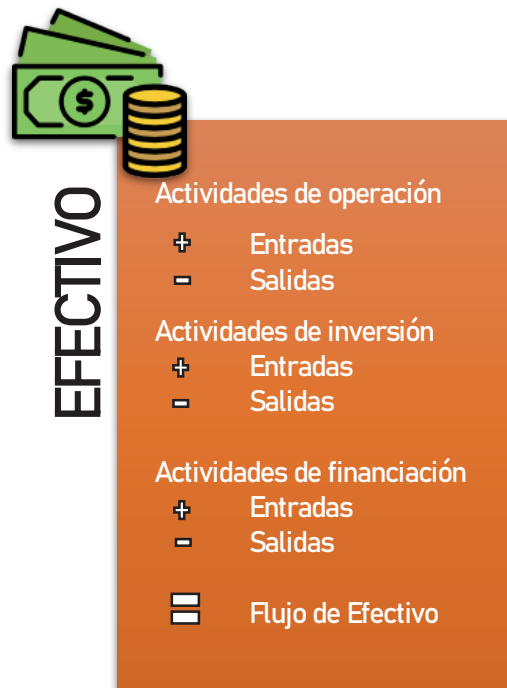 $
EFECTIVO
Actividades de operación
+ Entradas
- Salidas
Actividades de inversión
+ Entradas
- Salidas
Actividades de financiación
+ Entradas
- Salidas
= Flujo de Efectivo